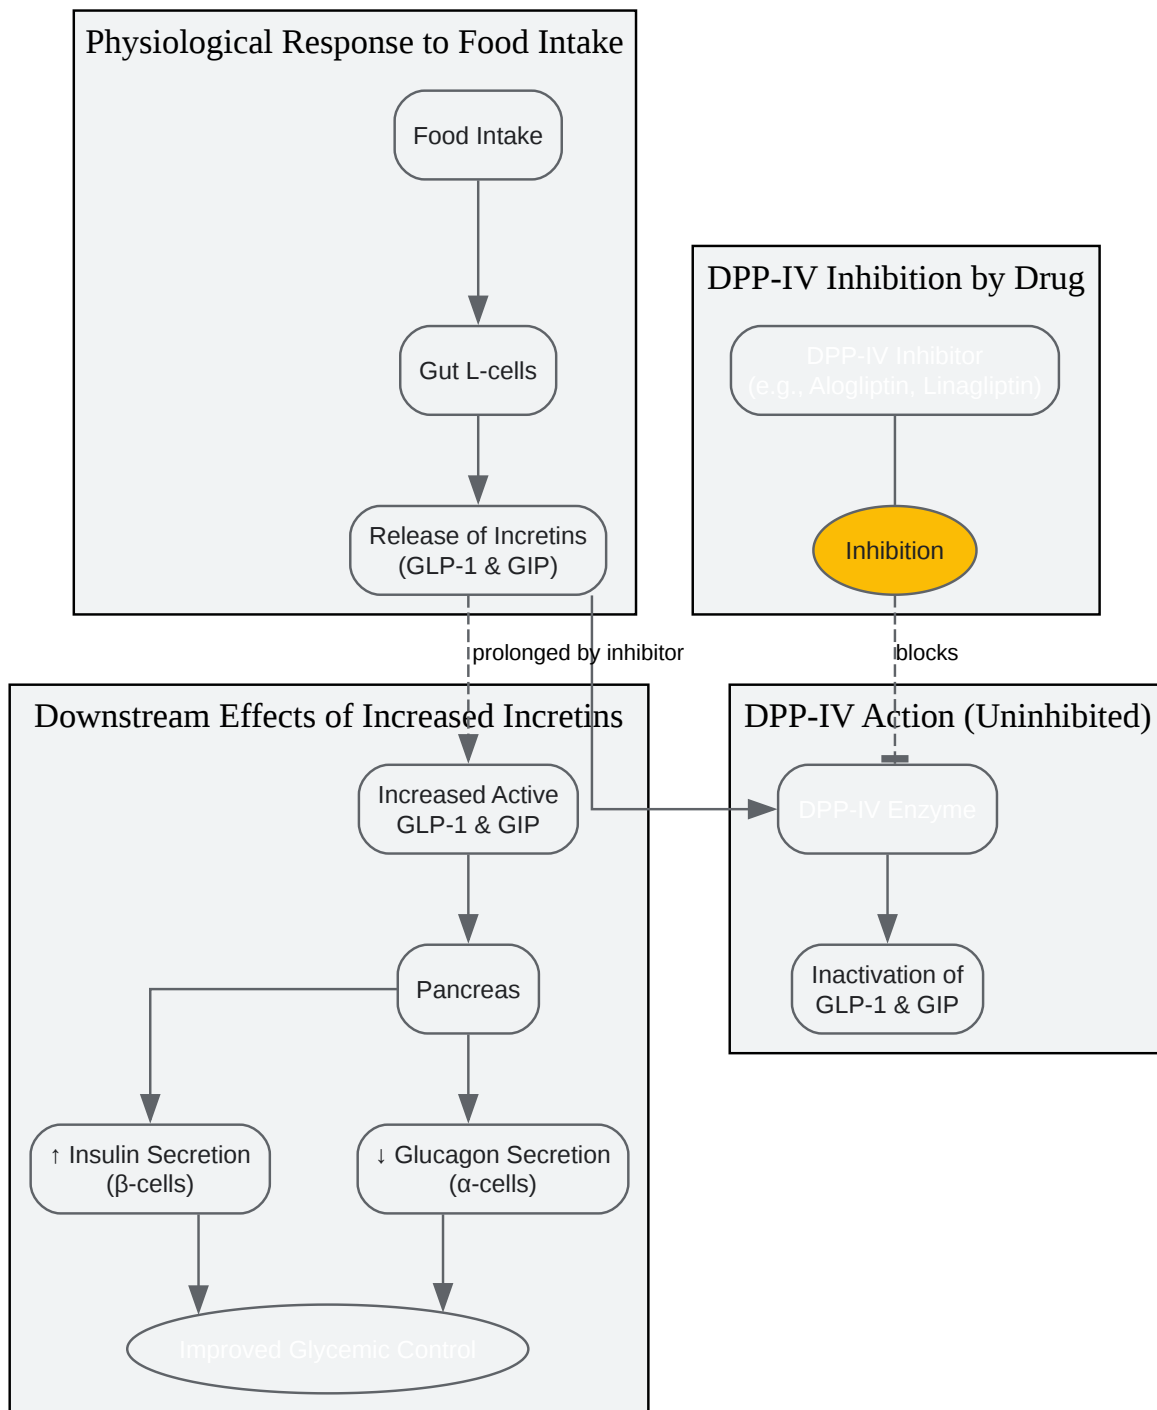 Physiological Response to Food Intake
Food Intake
Gut L-cells
Release of Incretins
(GLP-1 & GIP)
DPP-IV Inhibition by Drug
DPP-IV Inhibitor
(e.g., Alogliptin, Linagliptin)
Inhibition
prolonged by inhibitor
blocks
Downstream Effects of Increased Incretins
Increased Active
GLP-1 & GIP
Pancreas
↑ Insulin Secretion
(β-cells)
↓ Glucagon Secretion
(α-cells)
Improved Glycemic Control
DPP-IV Action (Uninhibited)
DPP-IV Enzyme
Inactivation of
GLP-1 & GIP